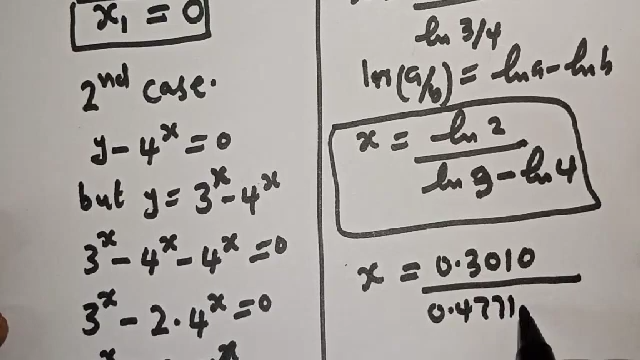 x₁ = 0
2nd case.
y - 4^x = 0
but y = 3^x - 4^x
3^x - 4^x - 4^x = 0
3^x - 2 · 4^x = 0
ln 3/4
ln(a/b) = ln a - ln b
x = ln 2 / (ln 3 - ln 4)
x = 0.3010 / 0.4771